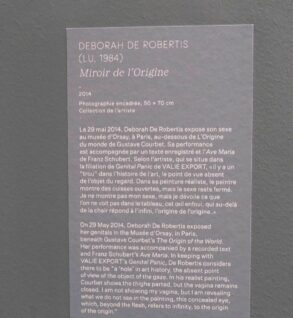 DEBORAH DE ROBERTIS
(LU, 1984)
Miroir de l'Origine
2014
Photographie encadrée, 50 x 70 cm
Collection de l'artiste
Le 29 mai 2014, Deborah De Robertis expose son sexe
au musée d'Orsay, à Paris, au-dessous de L'Origine
du monde de Gustave Courbet. Sa performance
est accompagnée par un texte enregistré et l'Ave Maria
de Franz Schubert. Selon l'artiste, qui se situe dans
la filiation de Genital Panic de VALIE EXPORT, « il y a un
"trou" dans l'histoire de l'art, le point de vue absent
de l'objet du regard. Dans sa peinture réaliste, le peintre
montre des cuisses ouvertes, mais le sexe reste fermé.
Je ne montre pas mon sexe, mais je dévoile ce que
l'on ne voit pas dans le tableau, cet œil enfoui, qui au-delà
de la chair répond à l'infini, l'origine de l'origine. »
On 29 May 2014, Deborah De Robertis exposed
her genitals in the Musée d'Orsay, in Paris,
beneath Gustave Courbet's The Origin of the World.
Her performance was accompanied by a recorded text
and Franz Schubert's Ave Maria. In keeping with
VALIE EXPORT's Genital Panic, De Robertis considers
there to be "a 'hole' in art history, the absent point
of view of the object of the gaze. In his realist painting,
Courbet shows the thighs parted, but the vagina remains
closed. I am not showing my vagina, but I am revealing
what we do not see in the painting, this concealed eye,
which, beyond the flesh, refers to infinity, to the origin
of the origin."